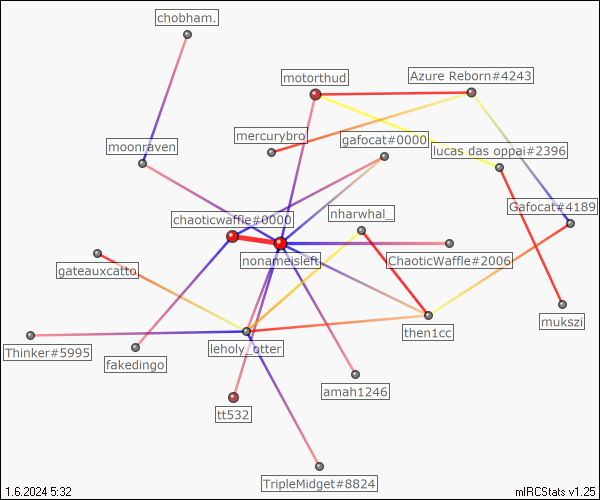 chobham.
motorthud
Azure Reborn#4243
mercurybro
gafocat#0000
moonraven
lucas das oppai#2396
chaoticwaffle#0000
nharwhal_
Gafocat#4189
nonameisleft
ChaoticWaffle#2006
gateauxcatto
mukszi
then1cc
Thinker#5995
leholy_otter
fakedingo
amah1246
tt532
TripleMidget#8824
1.6.2024 5:32
mIRCStats v1.25